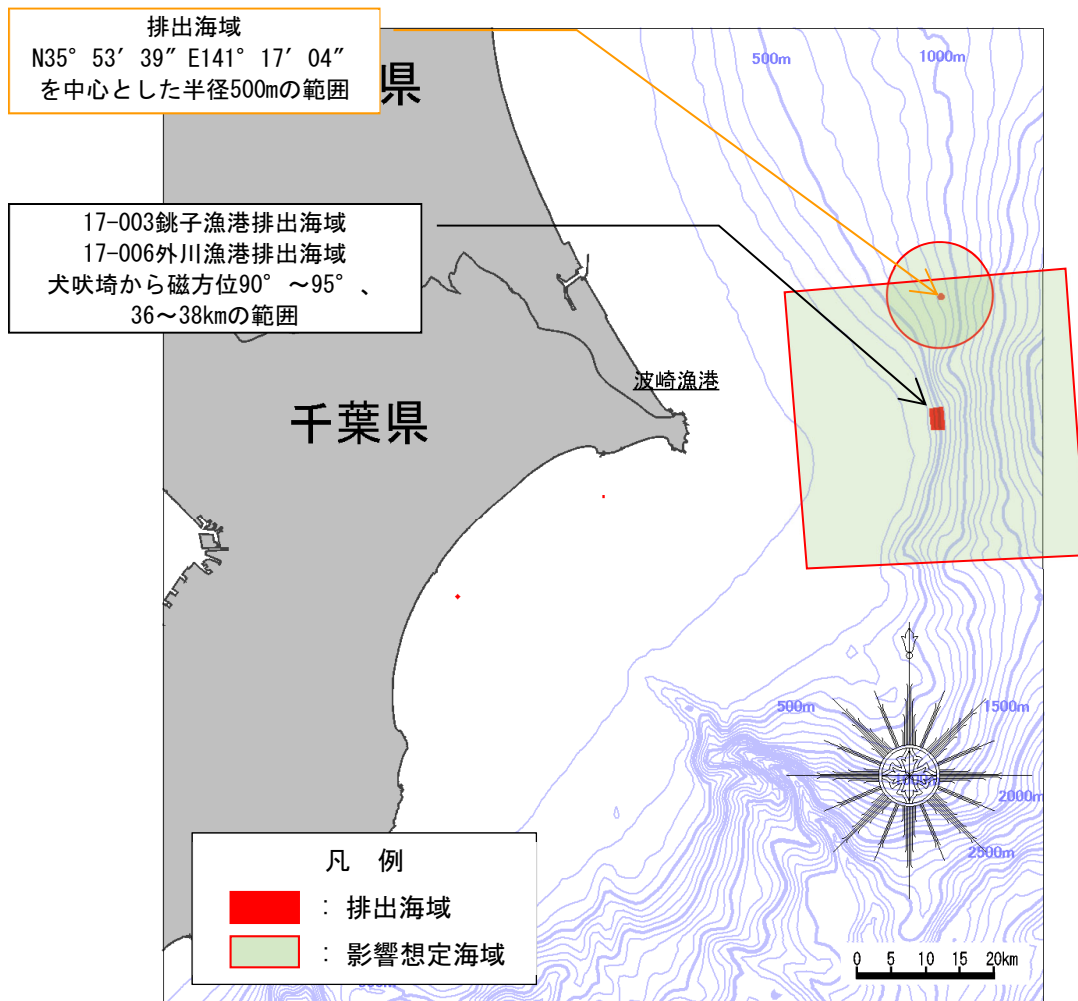 排出海域
N35° 53′ 39″ E141° 17′ 04″
を中心とした半径500mの範囲
県
500m
1000m
17-003銚子漁港排出海域
17-006外川漁港排出海域
犬吠埼から磁方位90°～95°、
36～38kmの範囲
波崎漁港
千葉県
500m
1500m
2000m
2500m
凡 例
: 排出海域
: 影響想定海域
0 5 10 15 20km